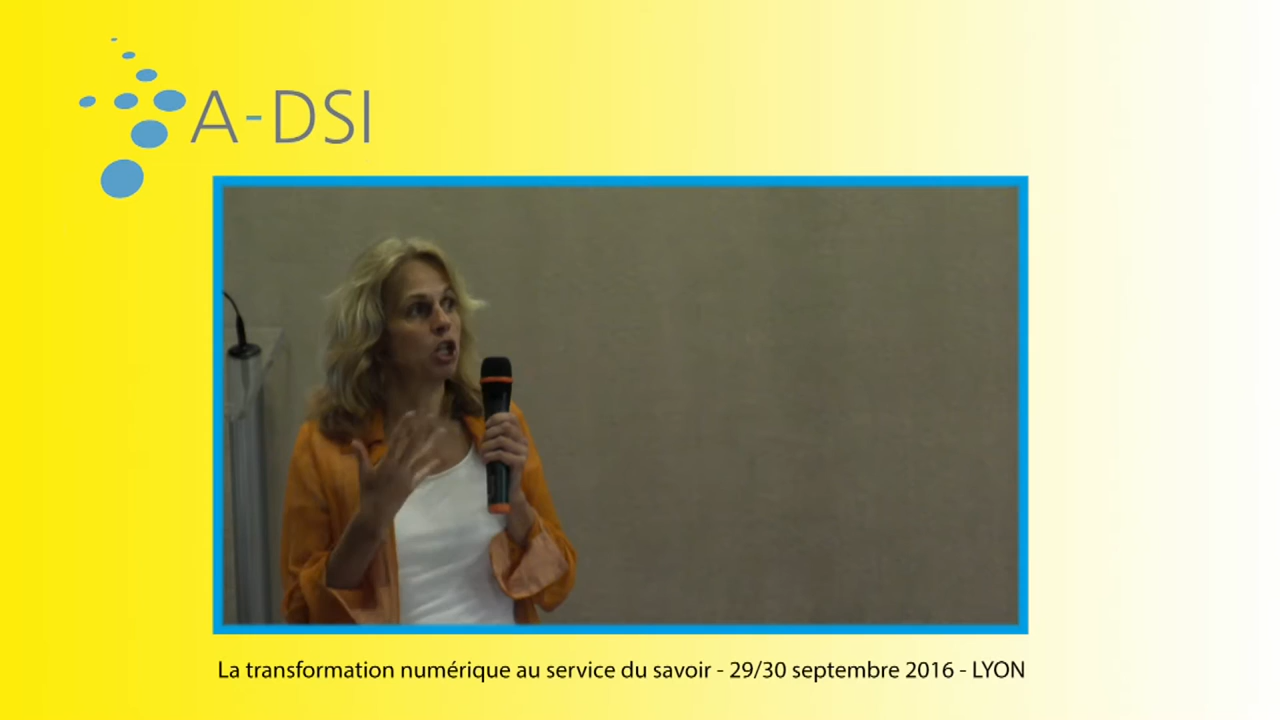 A-DSI
La transformation numérique au service du savoir - 29/30 septembre 2016 - LYON